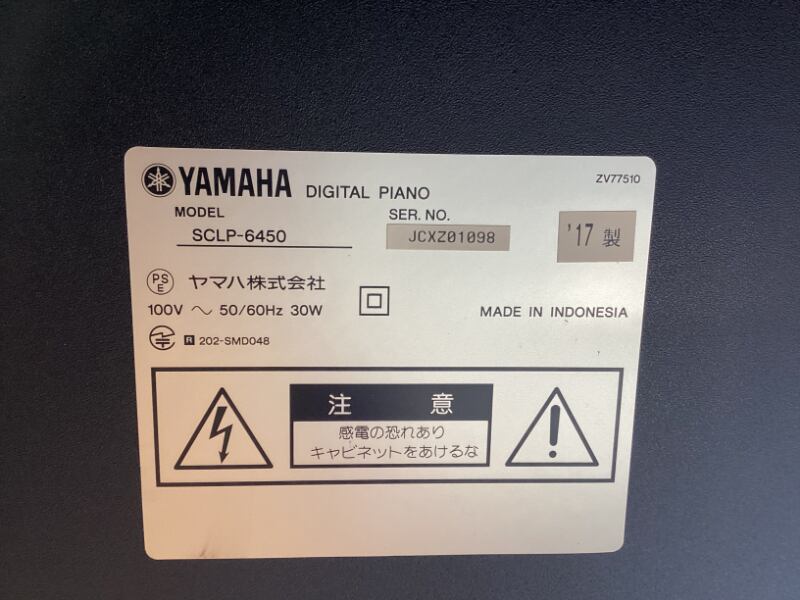 YAMAHA DIGITAL PIANO
ZV77510
MODEL
SCLP-6450
SER. NO.
JCXZ01098
'17 製
PSE ヤマハ株式会社
100V ～ 50/60Hz 30W
MADE IN INDONESIA
R 202-SMD048
注 意
感電の恐れあり
キャビネットをあけるな